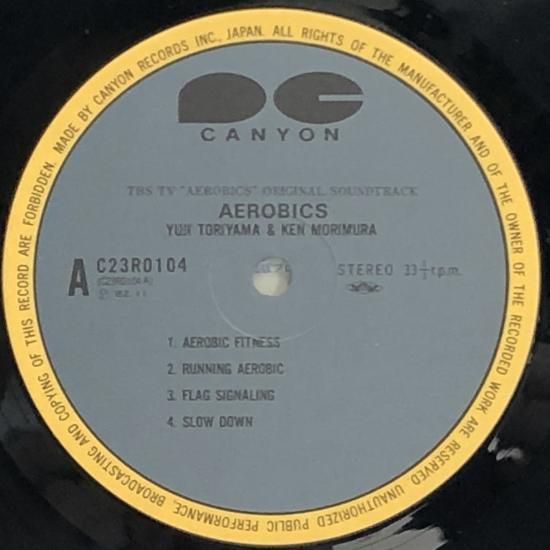 MADE BY CANYON RECORDS INC., JAPAN. ALL RIGHTS OF THE MANUFACTURER AND OF THE OWNER OF THE RECORDED WORK ARE RESERVED. UNAUTHORIZED PUBLIC PERFORMANCE, BROADCASTING AND COPYING OF THIS RECORD ARE FORBIDDEN.
CANYON
TBS TV "AEROBICS" ORIGINAL SOUNDTRACK
AEROBICS
YUJI TORIYAMA & KEN MORIMURA
A C23R0104
(C23R0104 A)
STEREO 33 1/3 r.p.m.
1. AEROBIC FITNESS
2. RUNNING AEROBIC
3. FLAG SIGNALING
4. SLOW DOWN